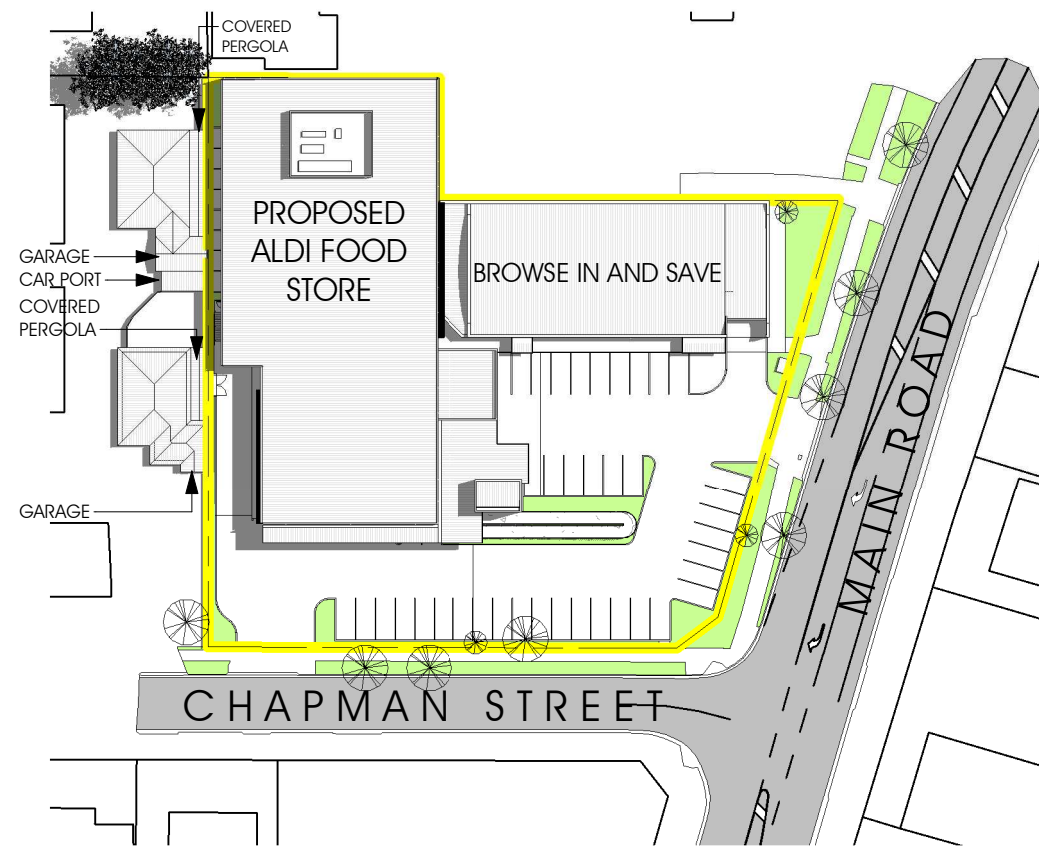 COVERED
PERGOLA
PROPOSED
ALDI FOOD
STORE
BROWSE IN AND SAVE
GARAGE
CAR PORT
COVERED
PERGOLA
GARAGE
MAIN ROAD
CHAPMAN STREET